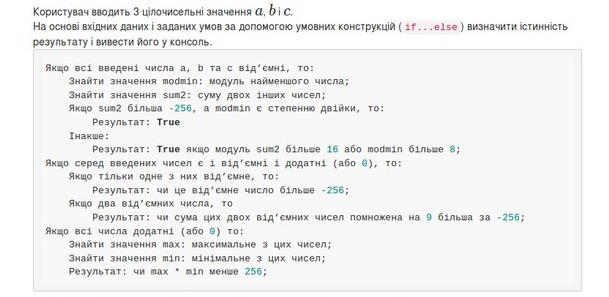 Користувач вводить 3 цілочисельні значення a, b і c.
На основі вхідних даних і заданих умов за допомогою умовних конструкцій ( if...else ) визначити істинність
результату і вивести його у консоль.
Якщо всі введені числа a, b та c від'ємні, то:
Знайти значення modmin: модуль найменшого числа;
Знайти значення sum2: суму двох інших чисел;
Якщо sum2 більша -256, а modmin є степенню двійки, то:
Результат: True
Інакше:
Результат: True якщо модуль sum2 більше 16 або modmin більше 8;
Якщо серед введених чисел є і від'ємні і додатні (або 0), то:
Якщо тільки одне з них від'ємне, то:
Результат: чи це від'ємне число більше -256;
Якщо два від'ємних числа, то
Результат: чи сума цих двох від'ємних чисел помножена на 9 більша за -256;
Якщо всі числа додатні (або 0) то:
Знайти значення max: максимальне з цих чисел;
Знайти значення min: мінімальне з цих чисел;
Результат: чи max * min менше 256;